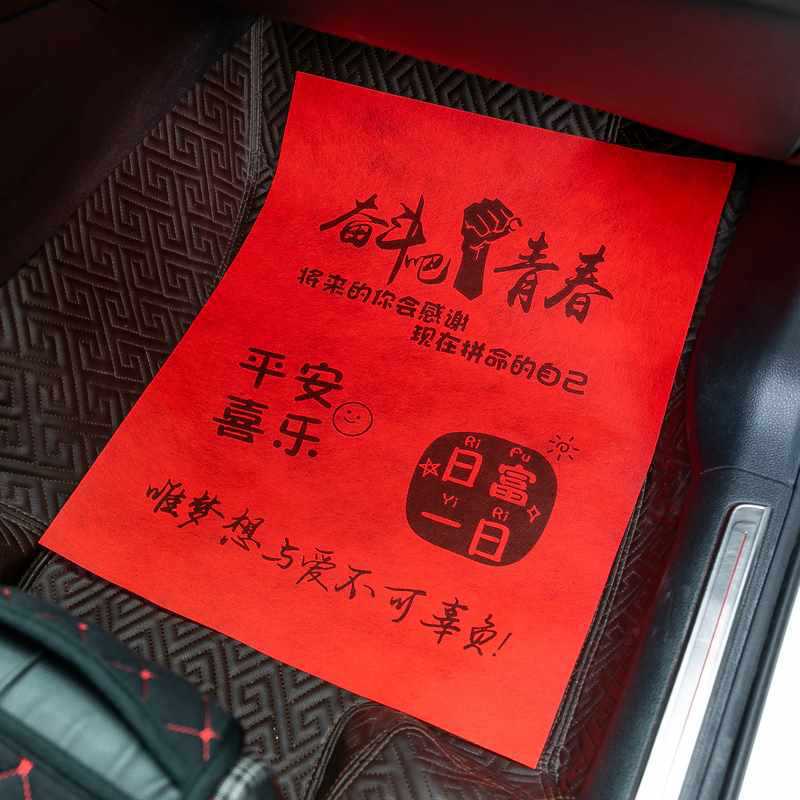 奋斗吧青春
将来的你会感谢
现在拼命的自己
平安
喜乐
Ri Fu
日富
Yi Ri
一日
唯梦想与爱不可辜负!